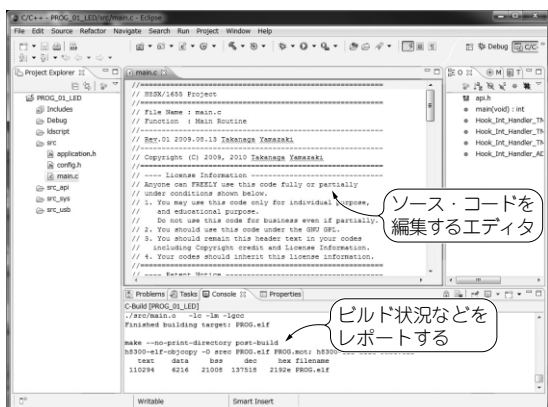 C/C++ - PROG_01_LED/src/main.c - Eclipse
File Edit Source Refactor Navigate Search Run Project Window Help
Debug C/C
Project Explorer
PROG_01_LED
Includes
Debug
ldscript
src
application.h
config.h
main.c
src_api
src_sys
src_usb
main.c
//=====================================================
// H8SX/1655 Project
//=====================================================
// File Name : main.c
// Function : Main Routine
//=====================================================
// Rev.01 2009.08.13 Takanaga Yamazaki
//=====================================================
// Copyright (C) 2009, 2010 Takanaga Yamazaki
//=====================================================
// ---- License Information ----
// Anyone can FREELY use this code fully or partially
// under conditions shown below.
// 1. You may use this code only for individual purpose,
// and educational purpose.
// Do not use this code for business even if partially.
// 2. You should use this code under the GNU GPL.
// 3. You should remain this header text in your codes
// including Copyright credit and License Information.
// 4. Your codes should inherit this license information.
//=====================================================
// ---- Patent Notice ----
api.h
main(void) : int
Hook_Int_Handler_TM
Hook_Int_Handler_TM
Hook_Int_Handler_TM
Hook_Int_Handler_AD
ソース・コードを
編集するエディタ
Problems Tasks Console Properties
C-Build [PROG_01_LED]
./src/main.o -lc -lm -lgcc
Finished building target: PROG.elf
make --no-print-directory post-build
h8300-elf-objcopy -O srec PROG.elf PROG.mot; h8300
text data bss dec hex filename
110294 6216 21008 137518 2192e PROG.elf
ビルド状況などを
レポートする
Writable Smart Insert